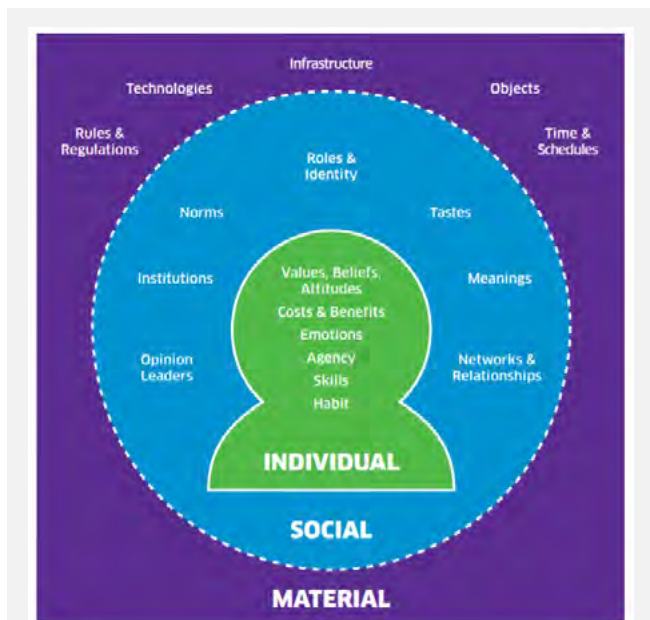 Infrastructure
Technologies
Objects
Rules &
Regulations
Time &
Schedules
Roles &
Identity
Norms
Tastes
Institutions
Meanings
Opinion
Leaders
Networks &
Relationships
Values, Beliefs,
Attitudes
Costs & Benefits
Emotions
Agency
Skills
Habit
INDIVIDUAL
SOCIAL
MATERIAL